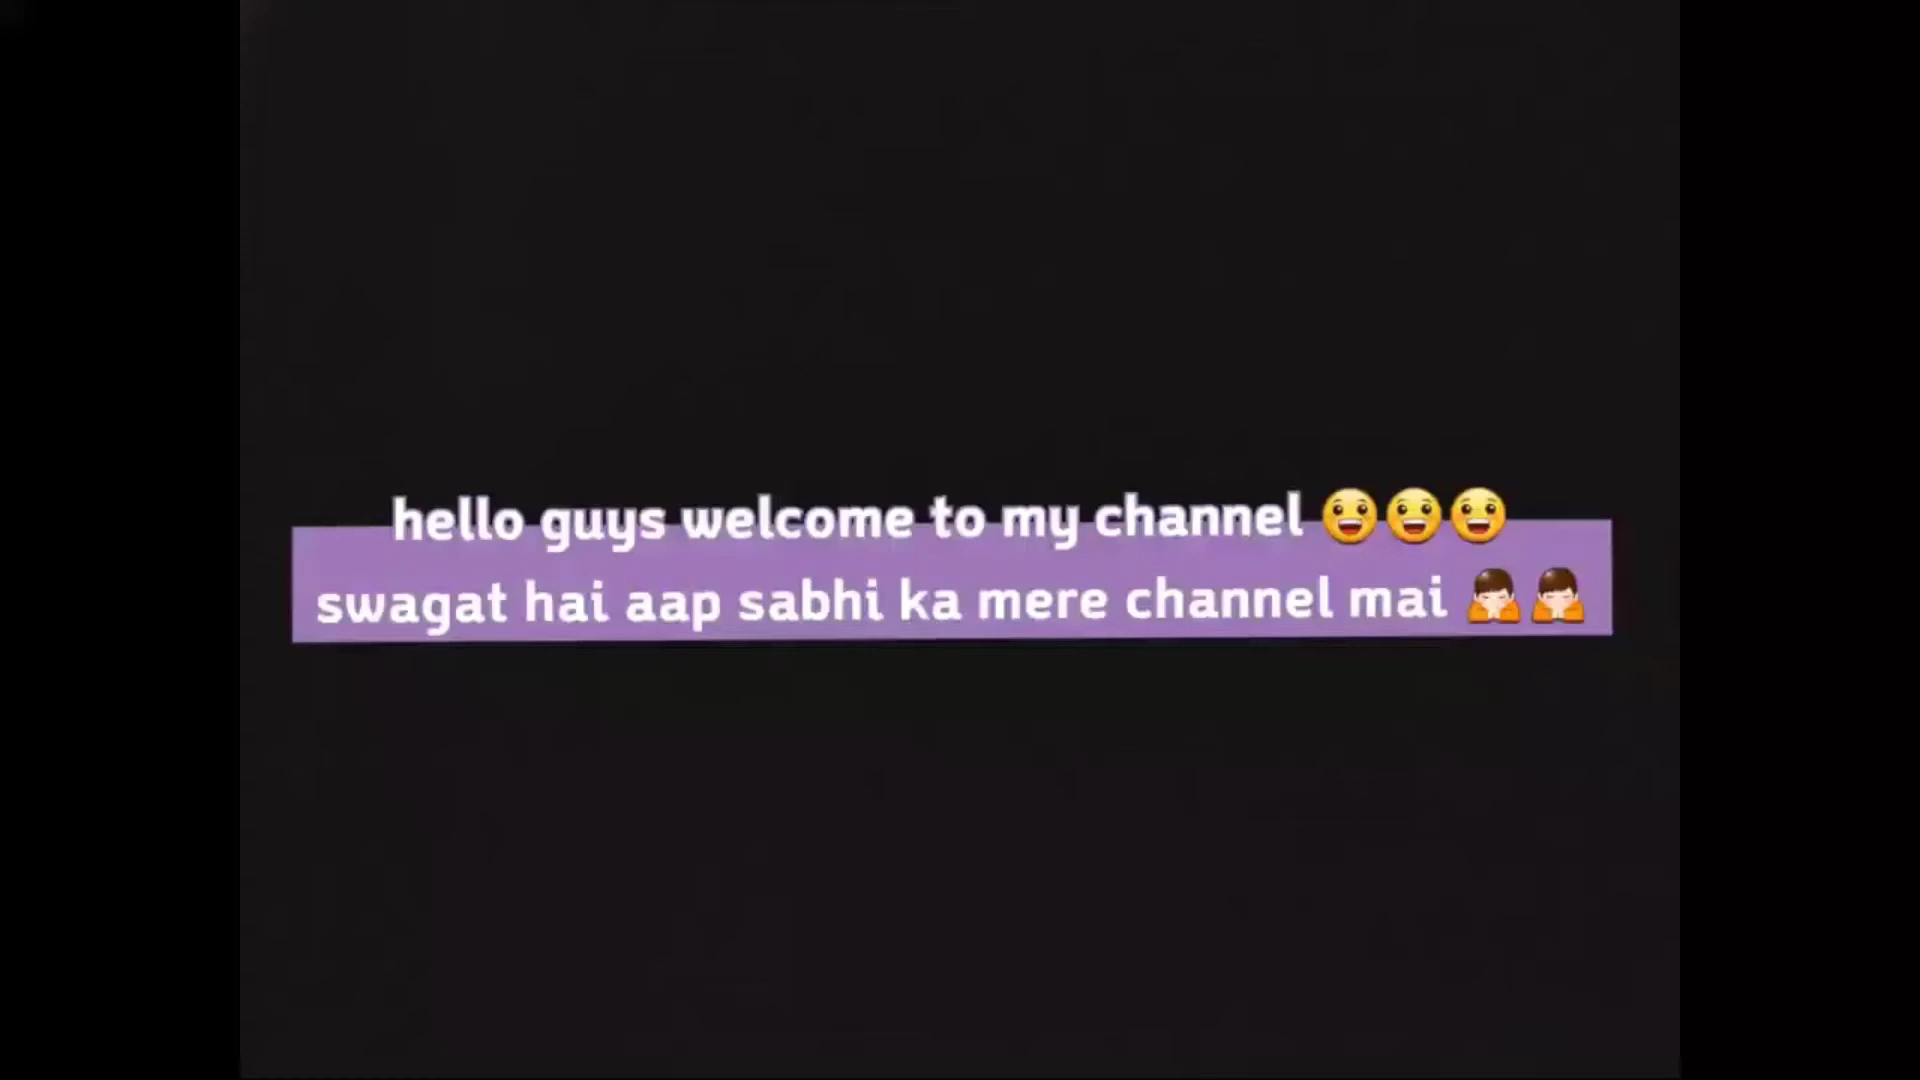 hello guys welcome to my channel 😀😀😀
swagat hai aap sabhi ka mere channel mai 🙏🙏